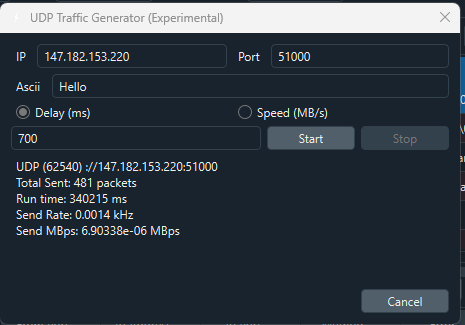 UDP Traffic Generator (Experimental)
IP 147.182.153.220 Port 51000
Ascii Hello
Delay (ms) Speed (MB/s)
700 Start Stop
UDP (62540) ://147.182.153.220:51000
Total Sent: 481 packets
Run time: 340215 ms
Send Rate: 0.0014 kHz
Send MBps: 6.90338e-06 MBps
Cancel